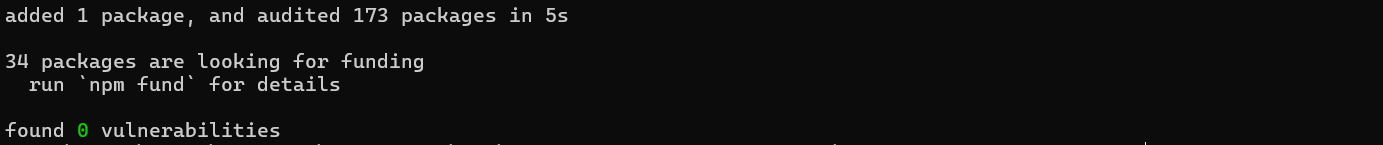 added 1 package, and audited 173 packages in 5s
34 packages are looking for funding
run `npm fund` for details
found 0 vulnerabilities